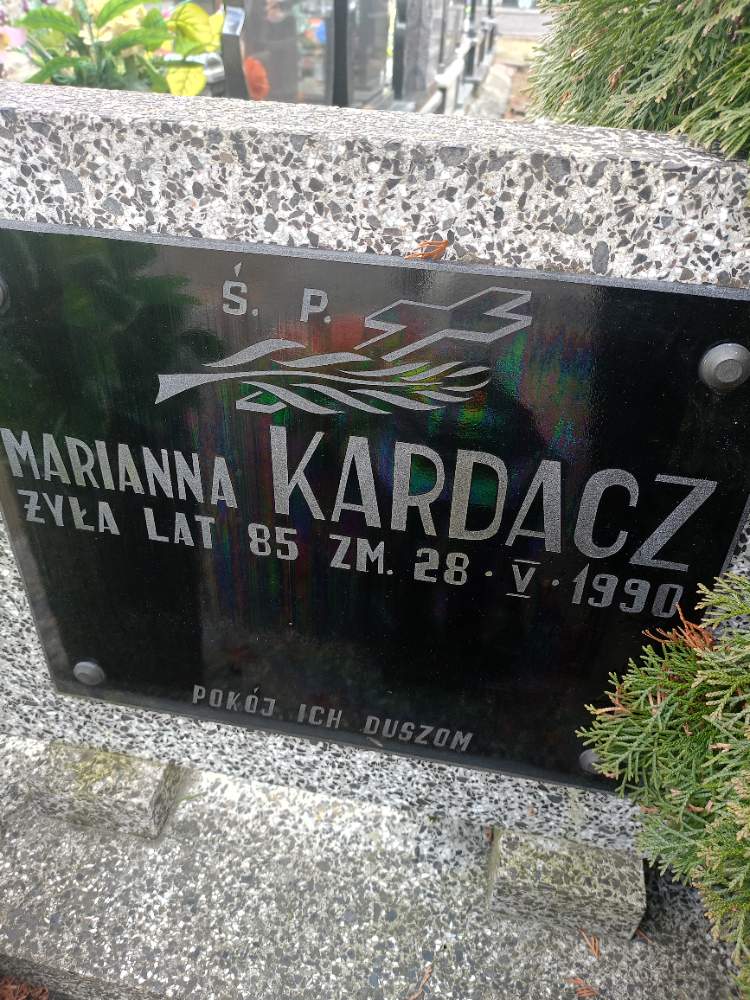 Ś. P.
MARIANNA KARDACZ
ŻYŁA LAT 85 ZM. 28 · V · 1990
POKÓJ ICH DUSZOM